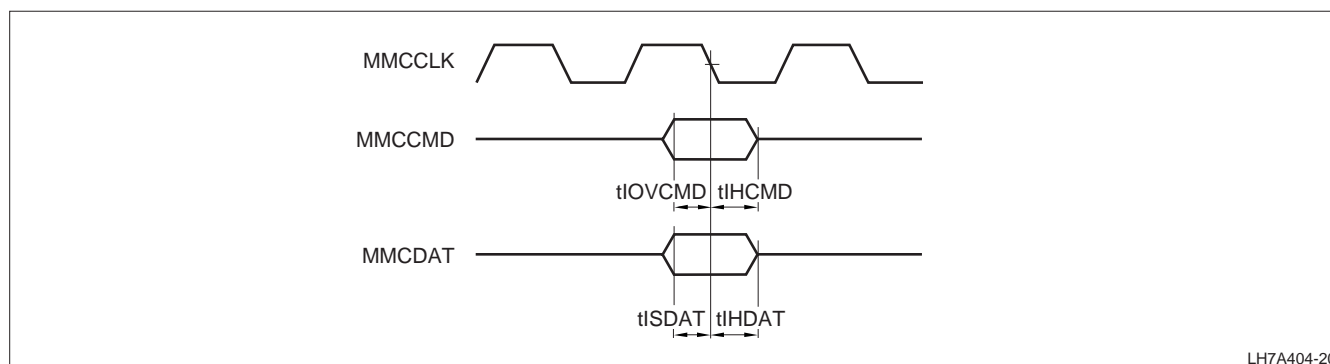 MMCCLK
MMCCMD
tIOVCMD tIHCMD
MMCDAT
tISDAT tIHDAT